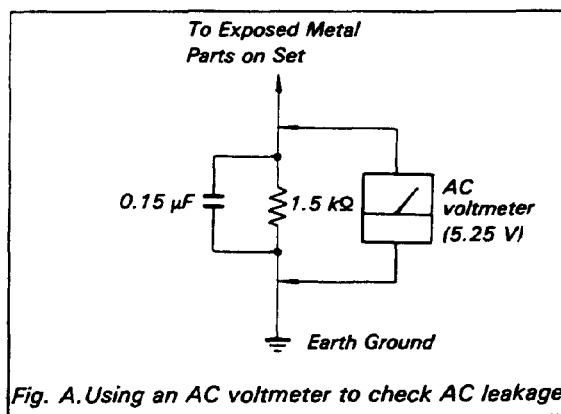 To Exposed Metal
Parts on Set
0.15 μF
1.5 kΩ
AC
voltmeter
(5.25 V)
Earth Ground
Fig. A.Using an AC voltmeter to check AC leakage